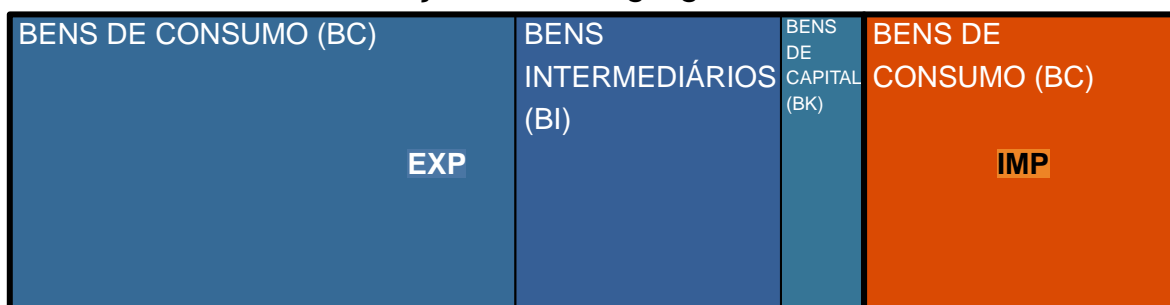 BENS DE CONSUMO (BC)
BENS
INTERMEDIÁRIOS
(BI)
BENS
DE
CAPITAL
(BK)
BENS DE
CONSUMO (BC)
EXP
IMP